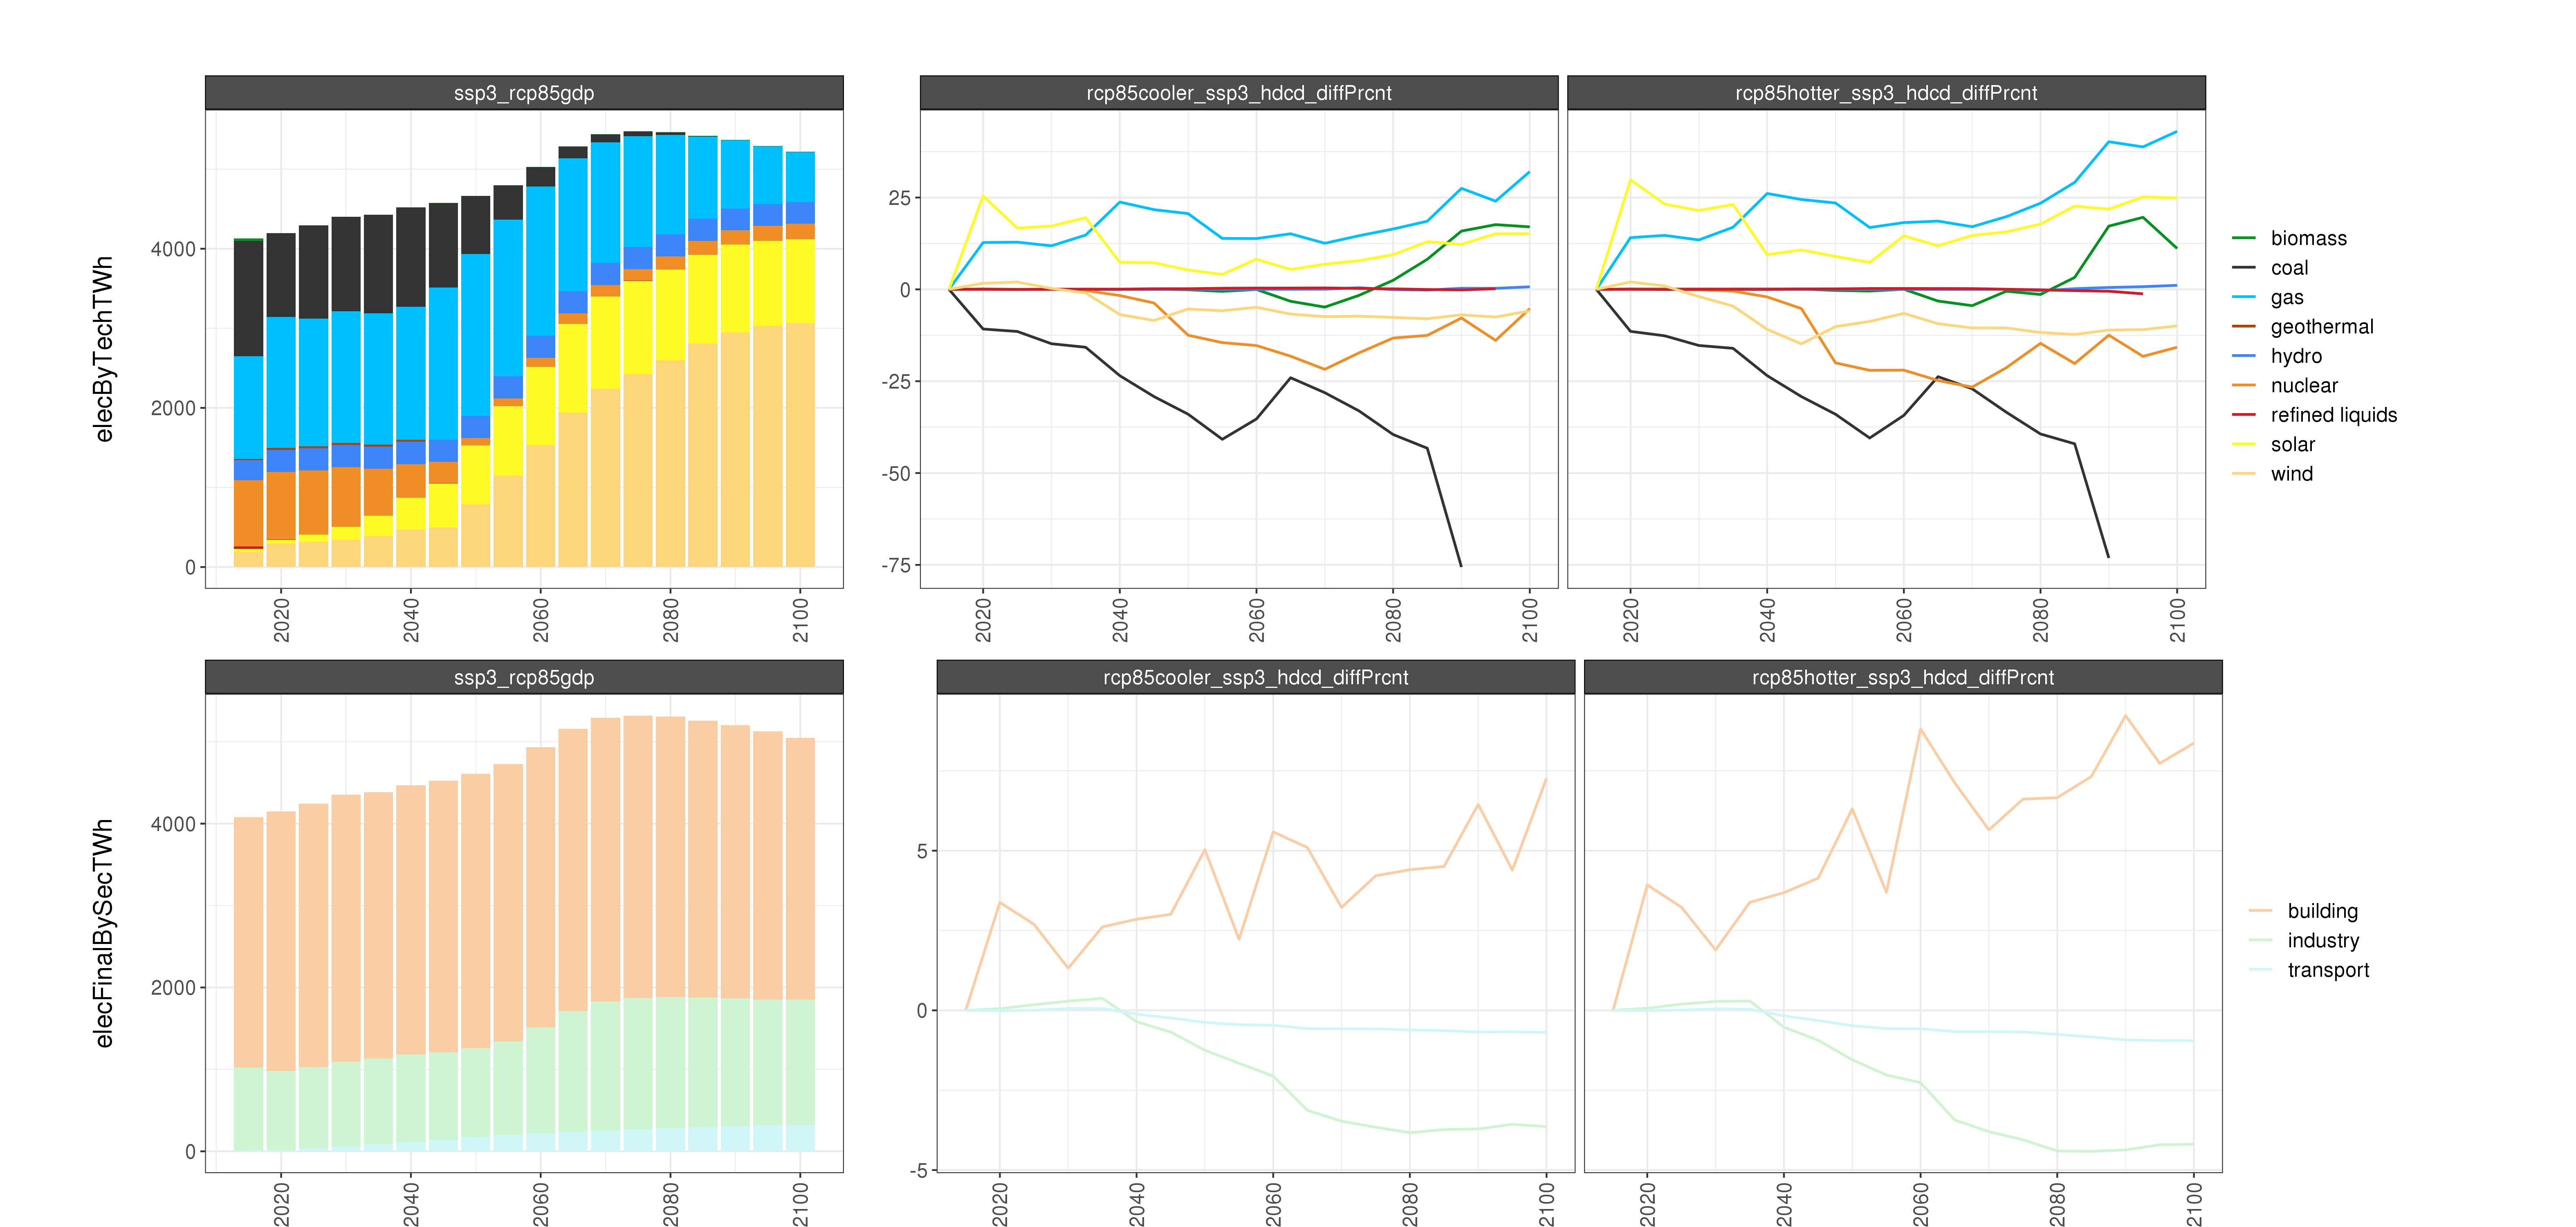 ssp3_rcp85gdp
rcp85cooler_ssp3_hdcd_diffPrcnt
rcp85hotter_ssp3_hdcd_diffPrcnt
elecByTechTWh
4000
2000
0
25
0
-25
-50
-75
2020
2040
2060
2080
2100
2020
2040
2060
2080
2100
2020
2040
2060
2080
2100
biomass
coal
gas
geothermal
hydro
nuclear
refined liquids
solar
wind
ssp3_rcp85gdp
rcp85cooler_ssp3_hdcd_diffPrcnt
rcp85hotter_ssp3_hdcd_diffPrcnt
elecFinalBySecTWh
4000
2000
0
5
0
-5
2020
2040
2060
2080
2100
2020
2040
2060
2080
2100
2020
2040
2060
2080
2100
building
industry
transport